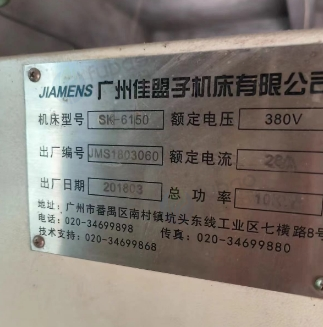 JIAMENS 广州佳盟子机床有限公司
机床型号 SK-6150 额定电压 380V
出厂编号 JMS1803060 额定电流
出厂日期 201803 总功率
地址:广州市番禺区南村镇坑头东线工业区七横路8号
电话:020-34699898 传真:020-34699880
技术支持:020-34699868